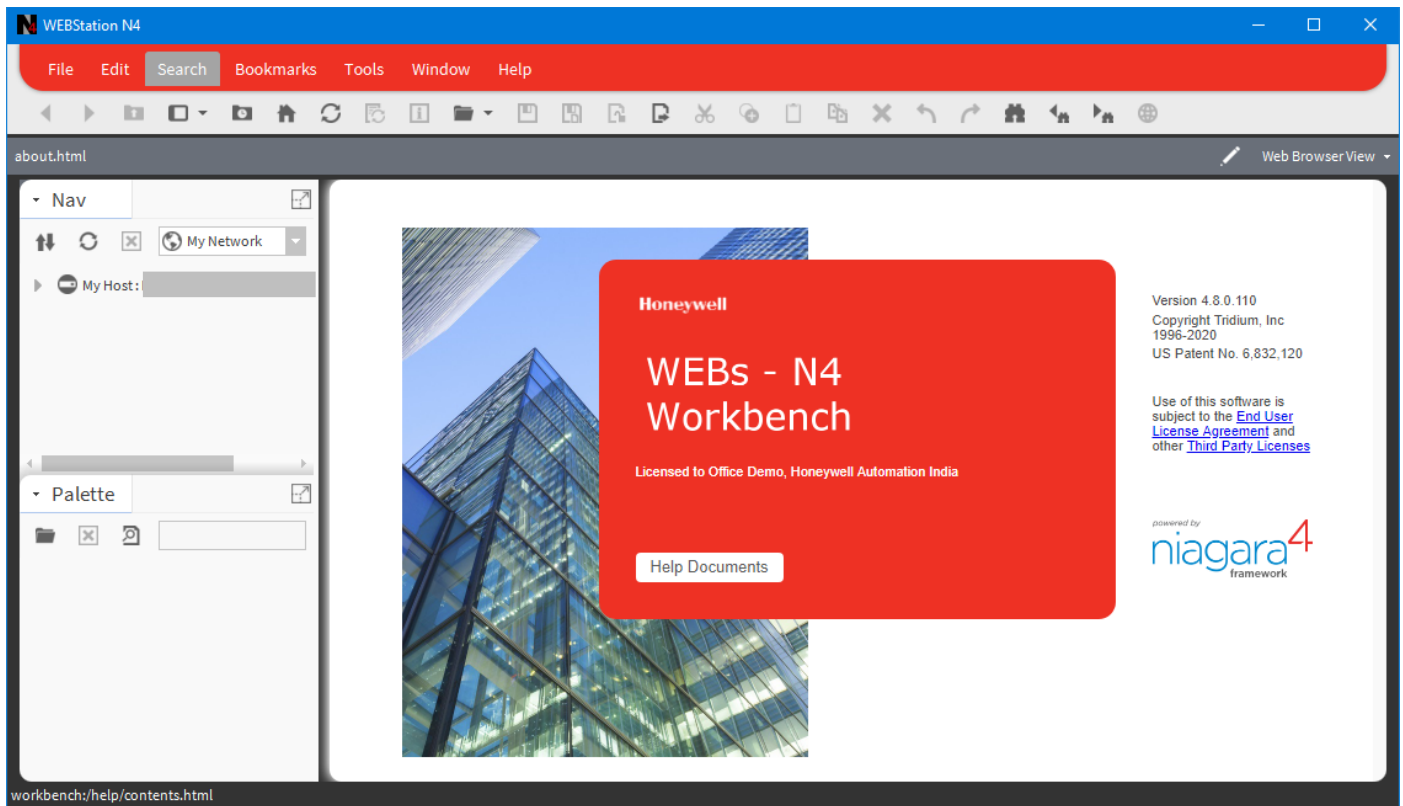 WEBStation N4
File Edit Search Bookmarks Tools Window Help
about.html
Web Browser View
Nav
My Network
My Host :
Palette
Honeywell
WEBs - N4
Workbench
Licensed to Office Demo, Honeywell Automation India
Help Documents
Version 4.8.0.110
Copyright Tridium, Inc
1996-2020
US Patent No. 6,832,120
Use of this software is
subject to the End User
License Agreement and
other Third Party Licenses
powered by
niagara4
framework
workbench:/help/contents.html